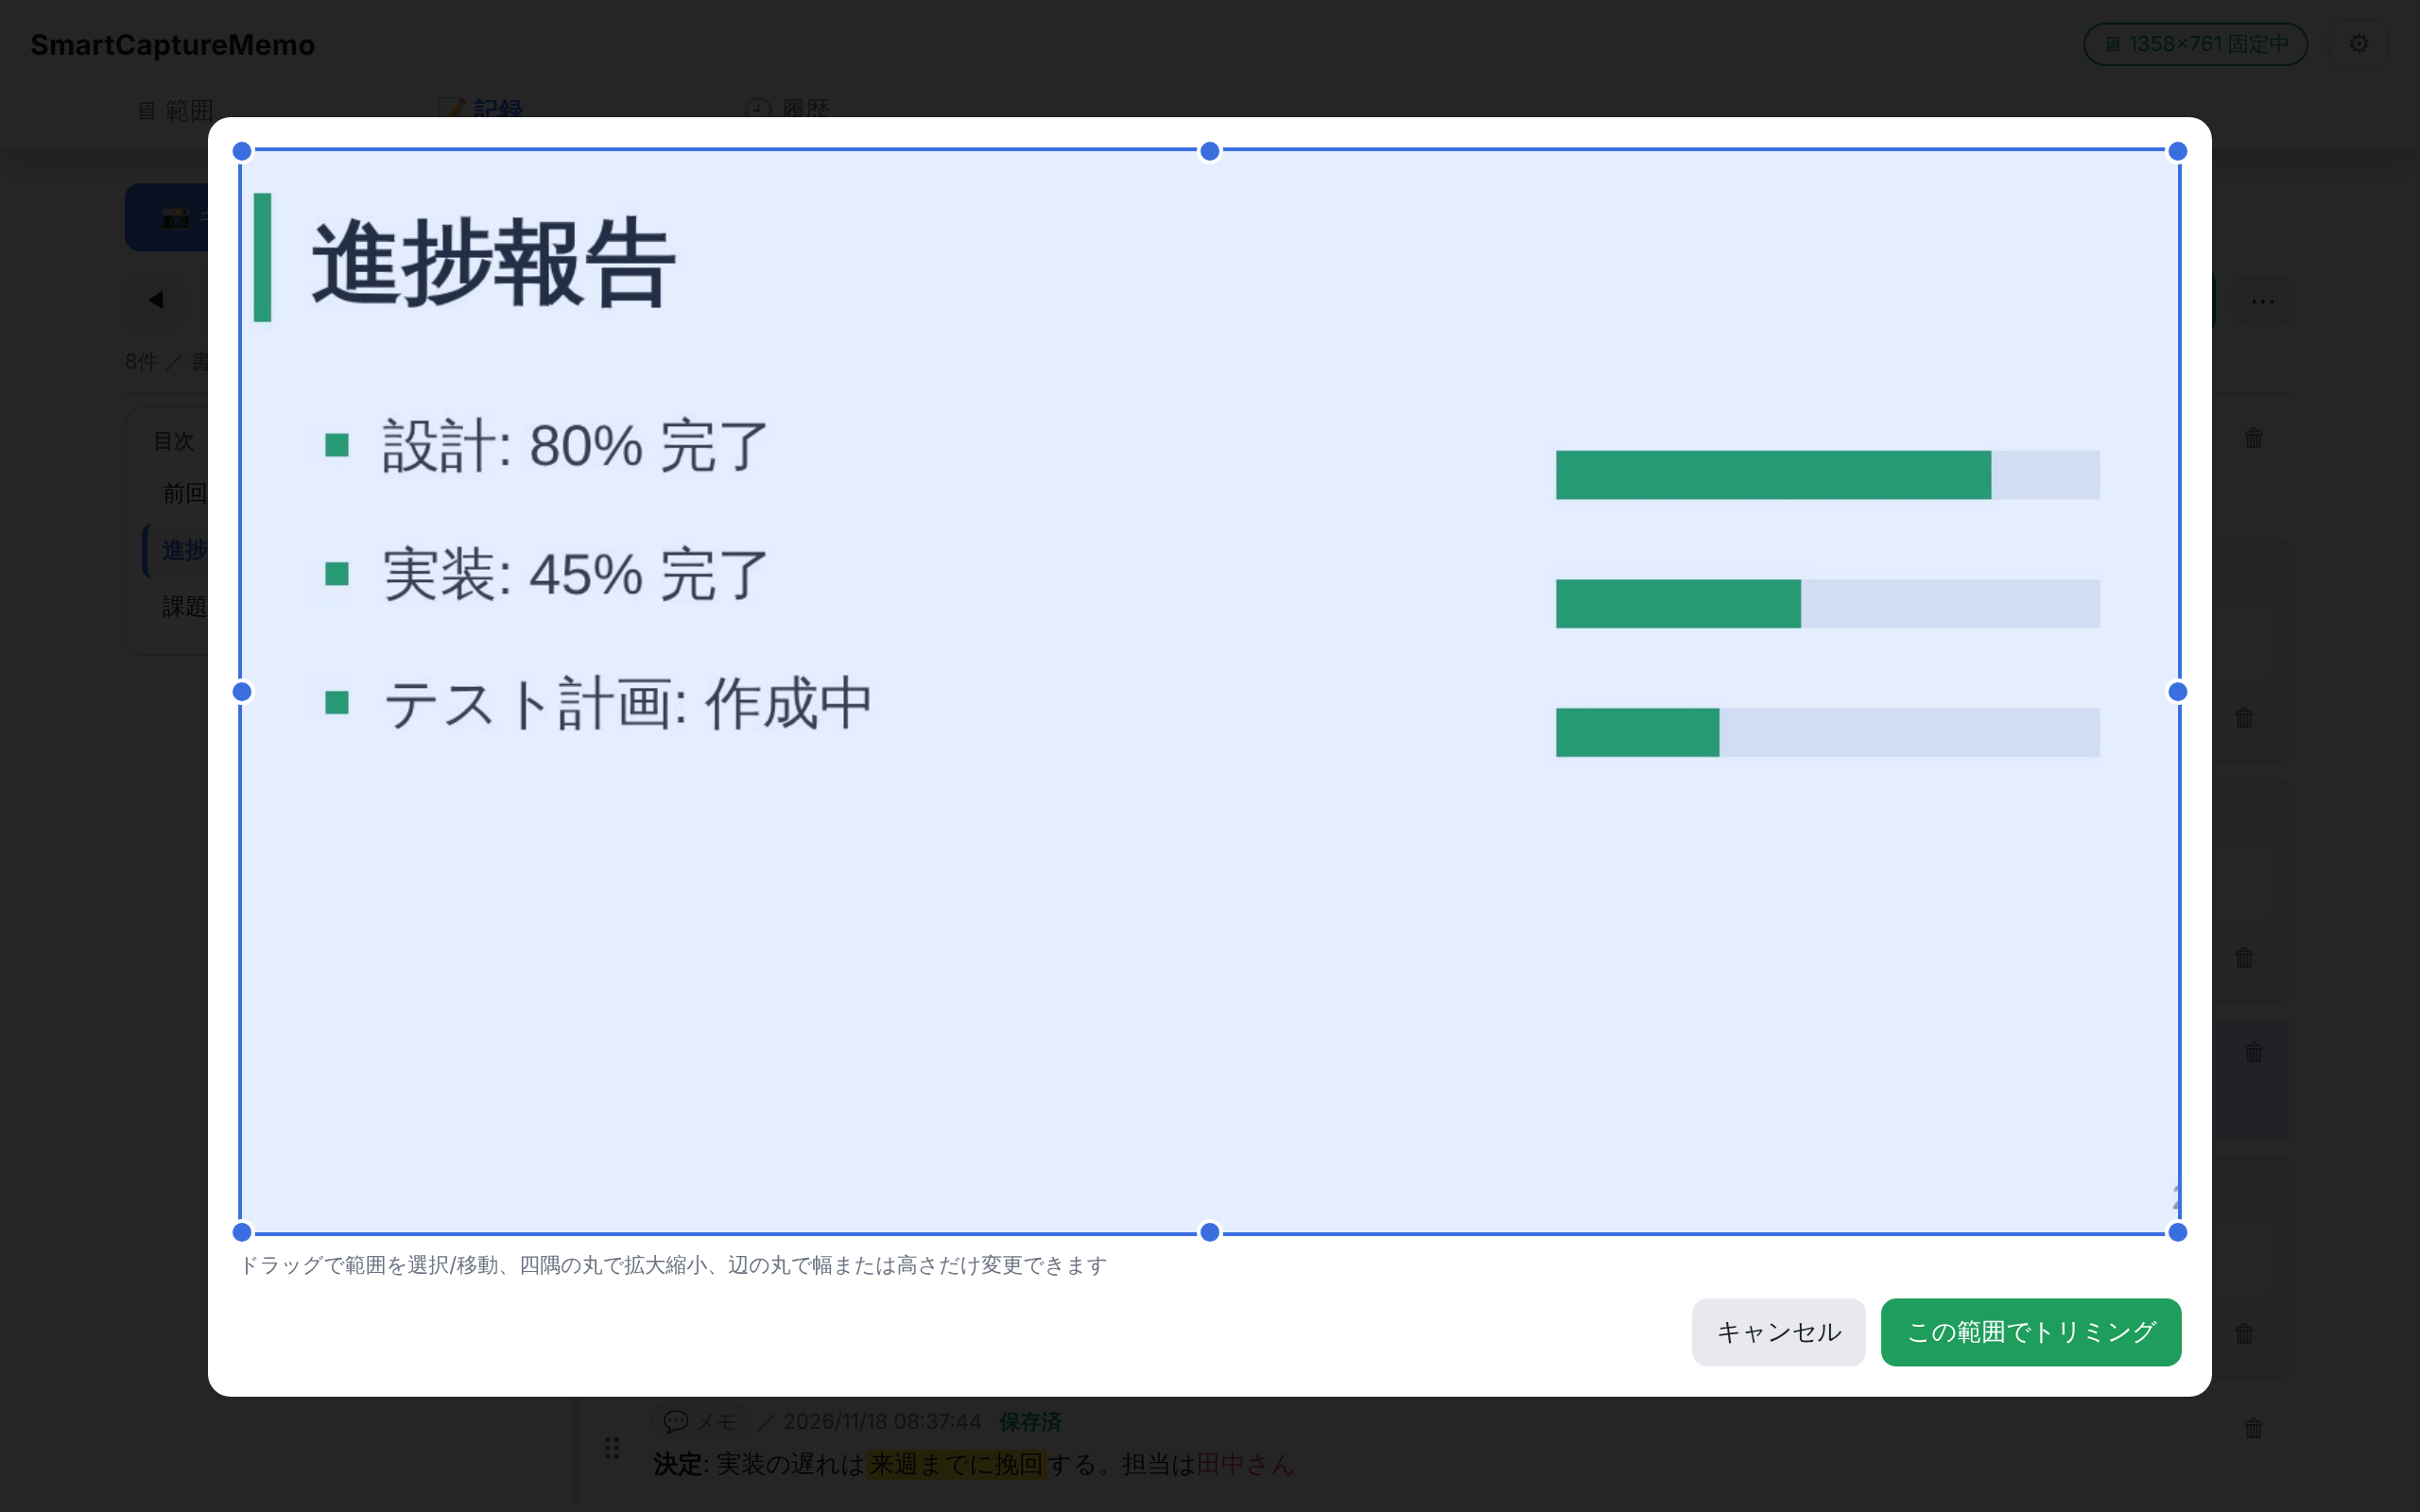 SmartCaptureMemo
1358×761 固定中
範囲
記録
履歴
8件 ／
目次
前回
進捗
課題
進捗報告
設計: 80% 完了
実装: 45% 完了
テスト計画: 作成中
ドラッグで範囲を選択/移動、四隅の丸で拡大縮小、辺の丸で幅または高さだけ変更できます
キャンセル
この範囲でトリミング
メモ ／ 2026/11/18 08:37:44 保存済
決定: 実装の遅れは来週までに挽回する。担当は田中さん